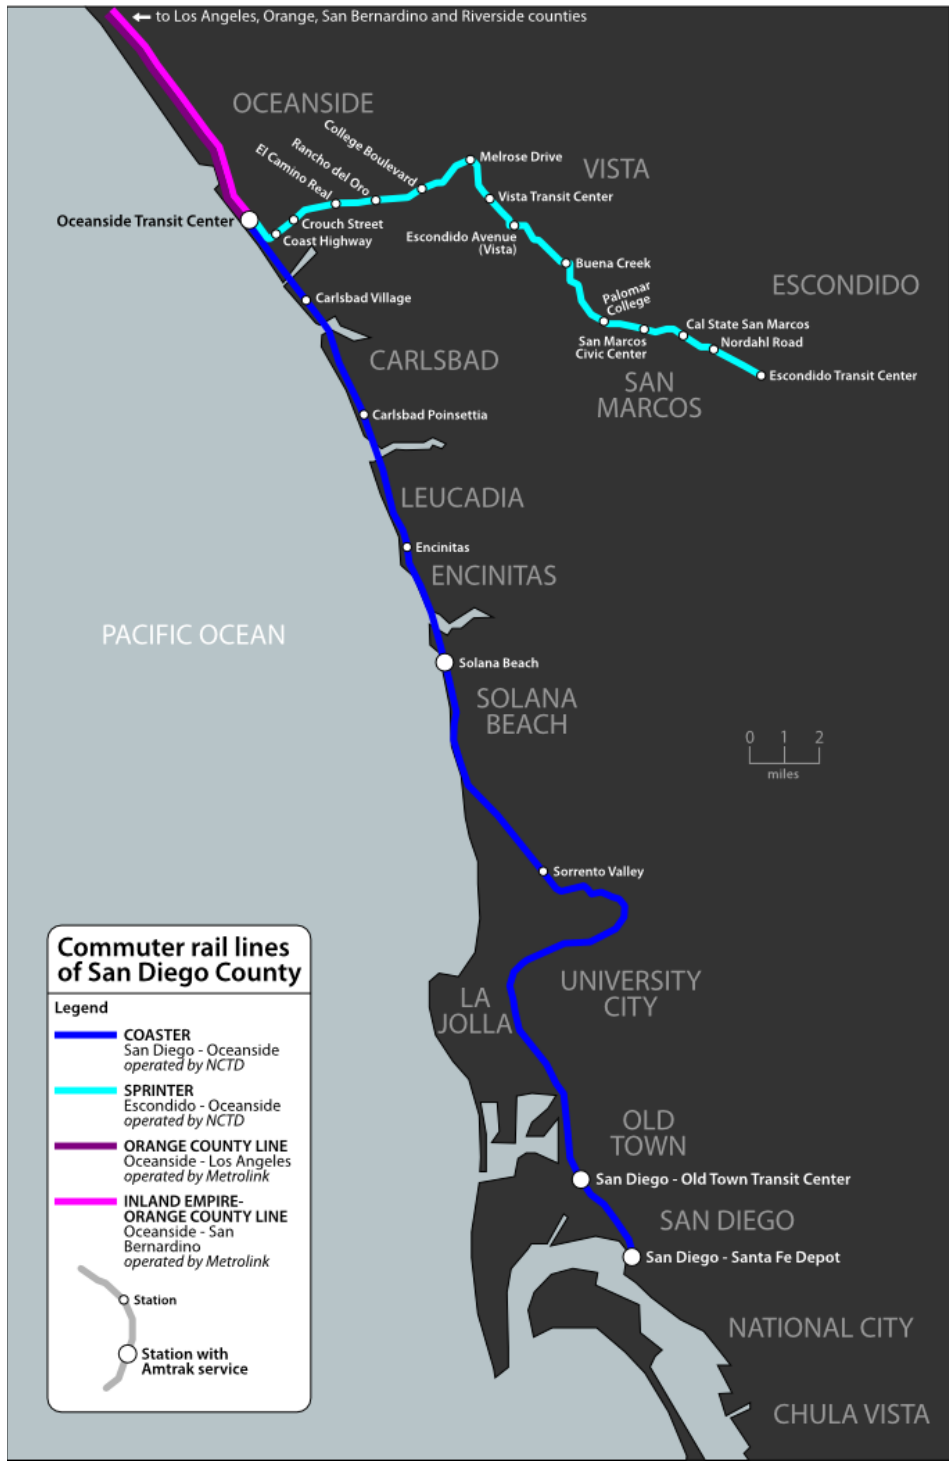 ← to Los Angeles, Orange, San Bernardino and Riverside counties
OCEANSIDE
College Boulevard
Rancho del Oro
El Camino Real
Melrose Drive
VISTA
Vista Transit Center
Oceanside Transit Center
Crouch Street
Coast Highway
Escondido Avenue
(Vista)
Buena Creek
ESCONDIDO
Palomar
College
Carlsbad Village
Cal State San Marcos
San Marcos
Civic Center
Nordahl Road
CARLSBAD
Escondido Transit Center
SAN
MARCOS
Carlsbad Poinsettia
LEUCADIA
Encinitas
ENCINITAS
PACIFIC OCEAN
Solana Beach
SOLANA
BEACH
0 1 2
miles
Sorrento Valley
UNIVERSITY
CITY
LA
JOLLA
OLD
TOWN
San Diego - Old Town Transit Center
SAN DIEGO
San Diego - Santa Fe Depot
NATIONAL CITY
CHULA VISTA
Commuter rail lines
of San Diego County
Legend
COASTER
San Diego - Oceanside
operated by NCTD
SPRINTER
Escondido - Oceanside
operated by NCTD
ORANGE COUNTY LINE
Oceanside - Los Angeles
operated by Metrolink
INLAND EMPIRE-
ORANGE COUNTY LINE
Oceanside - San
Bernardino
operated by Metrolink
Station
Station with
Amtrak service